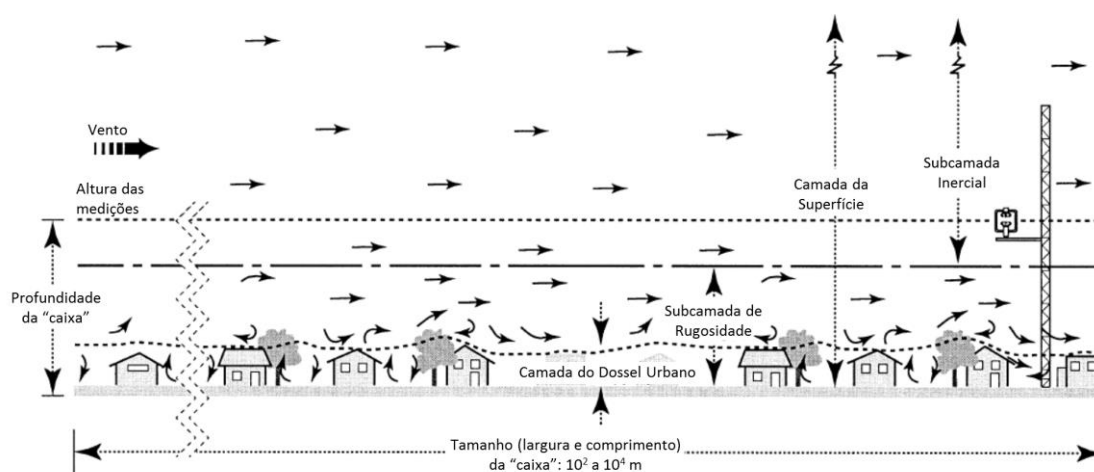 Vento
Altura das
medições
Profundidade
da “caixa”
Camada da
Superfície
Subcamada
Inercial
Subcamada de
Rugosidade
Camada do Dossel Urbano
Tamanho (largura e comprimento)
da “caixa”: 10² a 10⁴ m